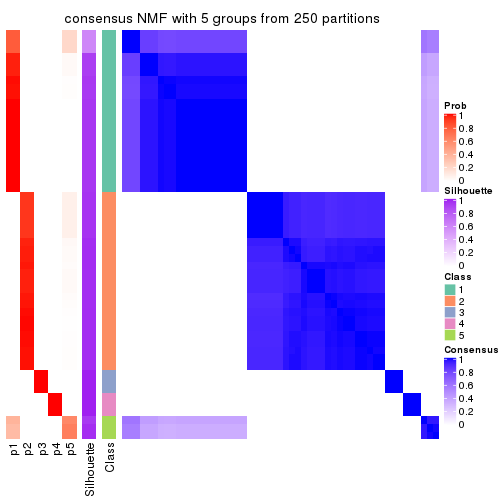 consensus NMF with 5 groups from 250 partitions
Prob
1
0.8
0.6
0.4
0.2
0
Silhouette
1
0.8
0.6
0.4
0.2
0
Class
1
2
3
4
5
Consensus
1
0.8
0.6
0.4
0.2
0
p1
p2
p3
p4
p5
Silhouette
Class